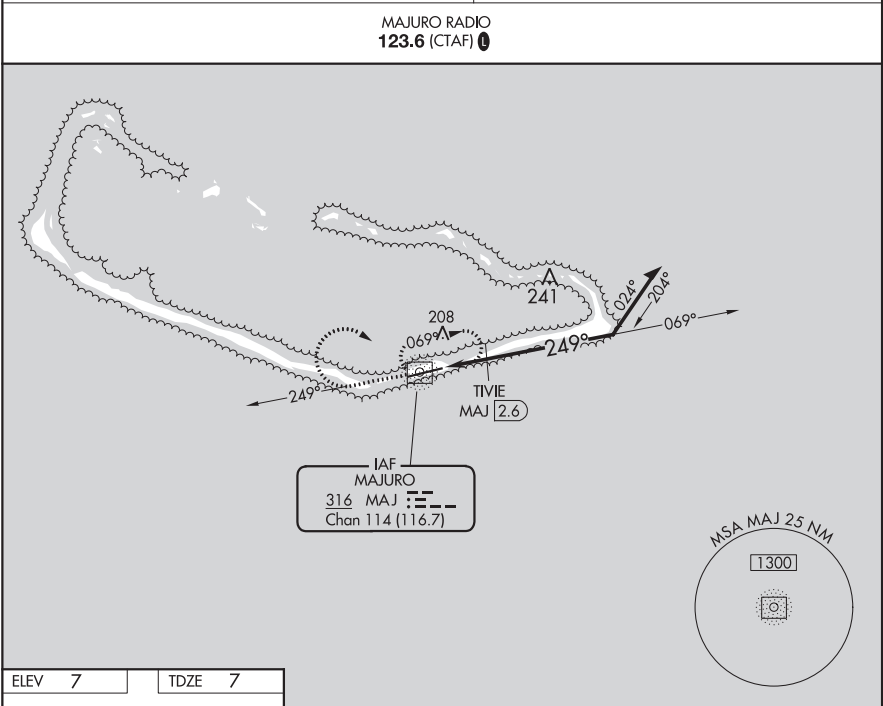 MAJURO RADIO
123.6 (CTAF) L
241
024°
204°
208
069°
069°
249°
249°
TIVIE
MAJ 2.6
IAF
MAJURO
316 MAJ
Chan 114 (116.7)
MSA MAJ 25 NM
1300
ELEV 7 TDZE 7